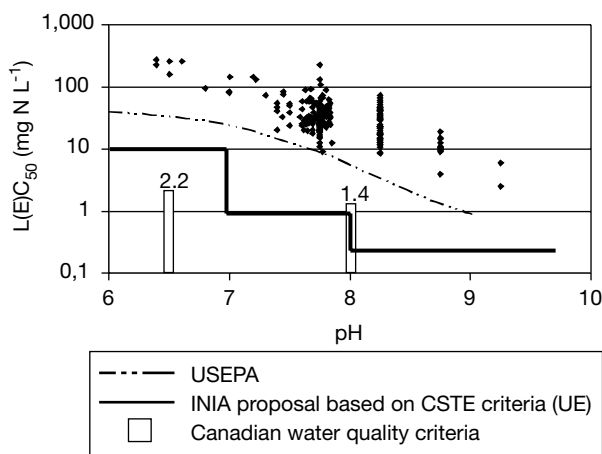 1,000
100
10
1
0,1
L(E)C50 (mg N L-1)
2.2
1.4
6
7
8
9
10
pH
USEPA
INIA proposal based on CSTE criteria (UE)
Canadian water quality criteria